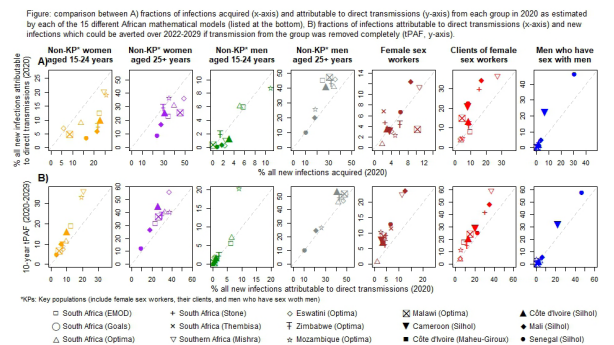 Figure: comparison between A) fractions of infections acquired (x-axis) and attributable to direct transmissions (y-axis) from each group in 2020 as estimated
by each of the 15 different African mathematical models (listed at the bottom), B) fractions of infections attributable to direct transmissions (x-axis) and new
infections which could be averted over 2022-2029 if transmission from the group was removed completely (tPAF, y-axis).
Non-KP* women aged 15-24 years
Non-KP* women aged 25+ years
Non-KP* men aged 15-24 years
Non-KP* men aged 25+ years
Female sex workers
Clients of female sex workers
Men who have sex with men
A)
% all new infections attributable to direct transmissions (2020)
% all new infections acquired (2020)
B)
10-year tPAF (2020-2029)
% all new infections attributable to direct transmissions (2020)
*KPs: Key populations (include female sex workers, their clients, and men who have sex woth men)
South Africa (EMOD)
South Africa (Goals)
South Africa (Optima)
South Africa (Stone)
South Africa (Thembisa)
Southern Africa (Mishra)
Eswatini (Optima)
Zimbabwe (Optima)
Mozambique (Optima)
Malawi (Optima)
Cameroon (Silhol)
Côte d'Ivoire (Maheu-Giroux)
Côte d'Ivoire (Silhol)
Mali (Silhol)
Senegal (Silhol)